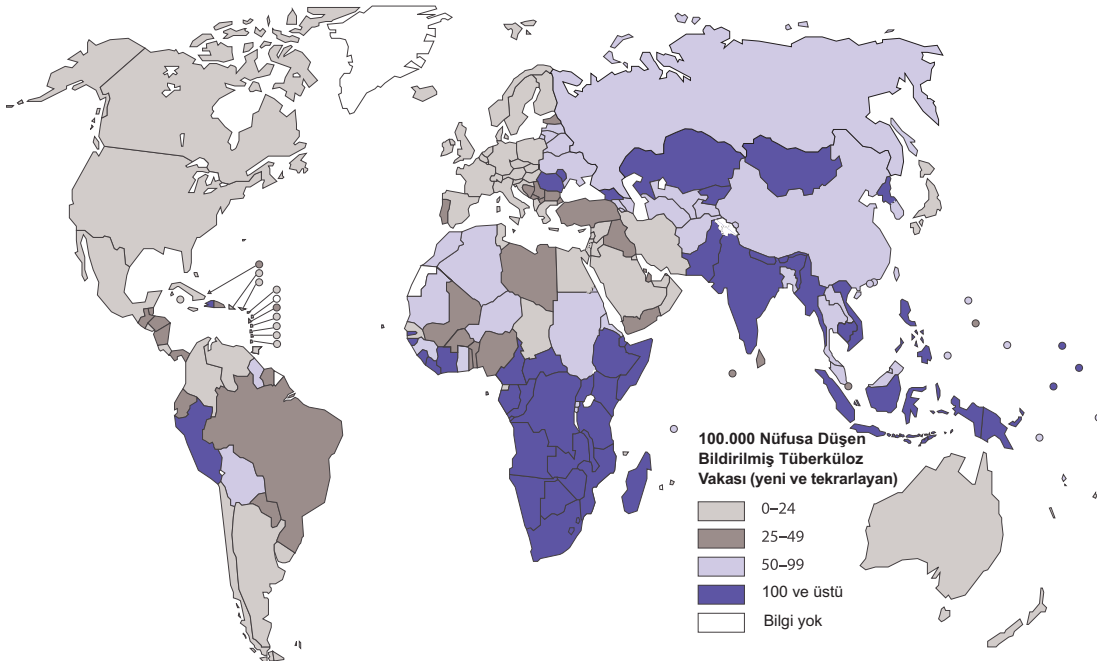 100.000 Nüfusa Düşen
Bildirilmiş Tüberküloz
Vakası (yeni ve tekrarlayan)
0–24
25–49
50–99
100 ve üstü
Bilgi yok